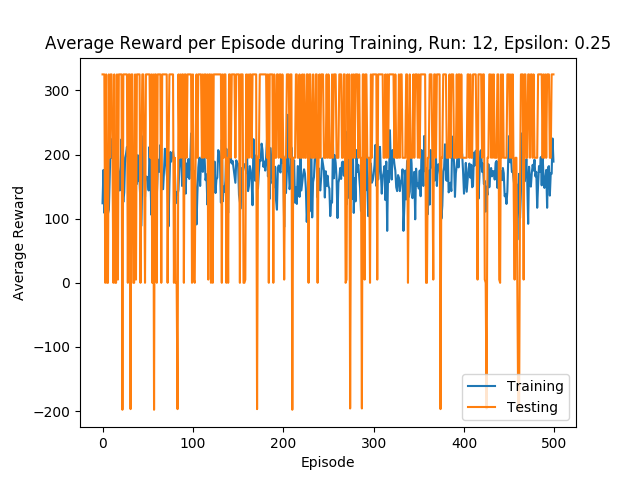 Average Reward per Episode during Training, Run: 12, Epsilon: 0.25
300
200
100
0
−100
−200
Average Reward
0 100 200 300 400 500
Episode
Training
Testing